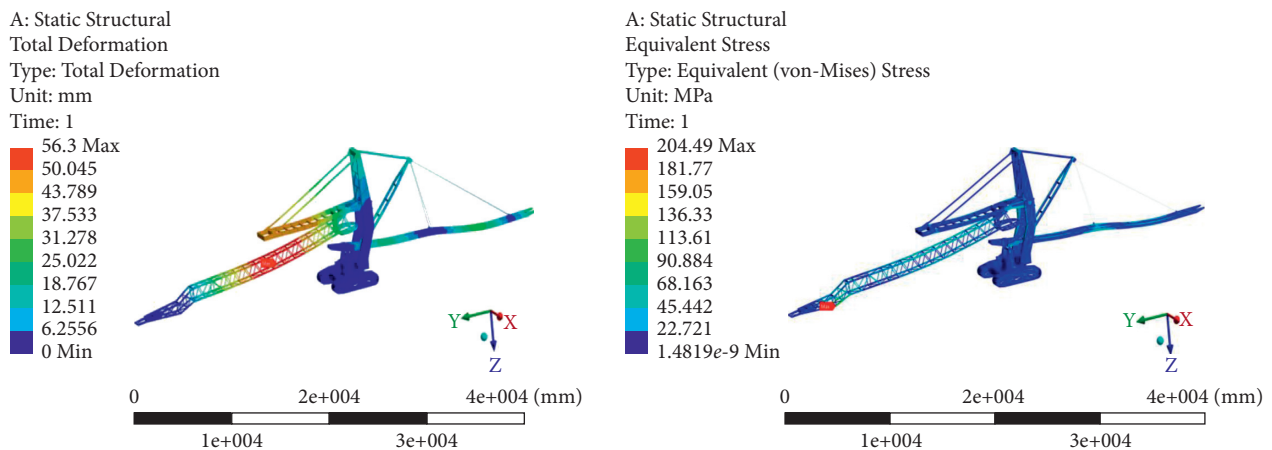 A: Static Structural
Total Deformation
Type: Total Deformation
Unit: mm
Time: 1
56.3 Max
50.045
43.789
37.533
31.278
25.022
18.767
12.511
6.2556
0 Min
Y
X
Z
0
2e+004
4e+004 (mm)
1e+004
3e+004
A: Static Structural
Equivalent Stress
Type: Equivalent (von-Mises) Stress
Unit: MPa
Time: 1
204.49 Max
181.77
159.05
136.33
113.61
90.884
68.163
45.442
22.721
1.4819e-9 Min
Y
X
Z
0
2e+004
4e+004 (mm)
1e+004
3e+004